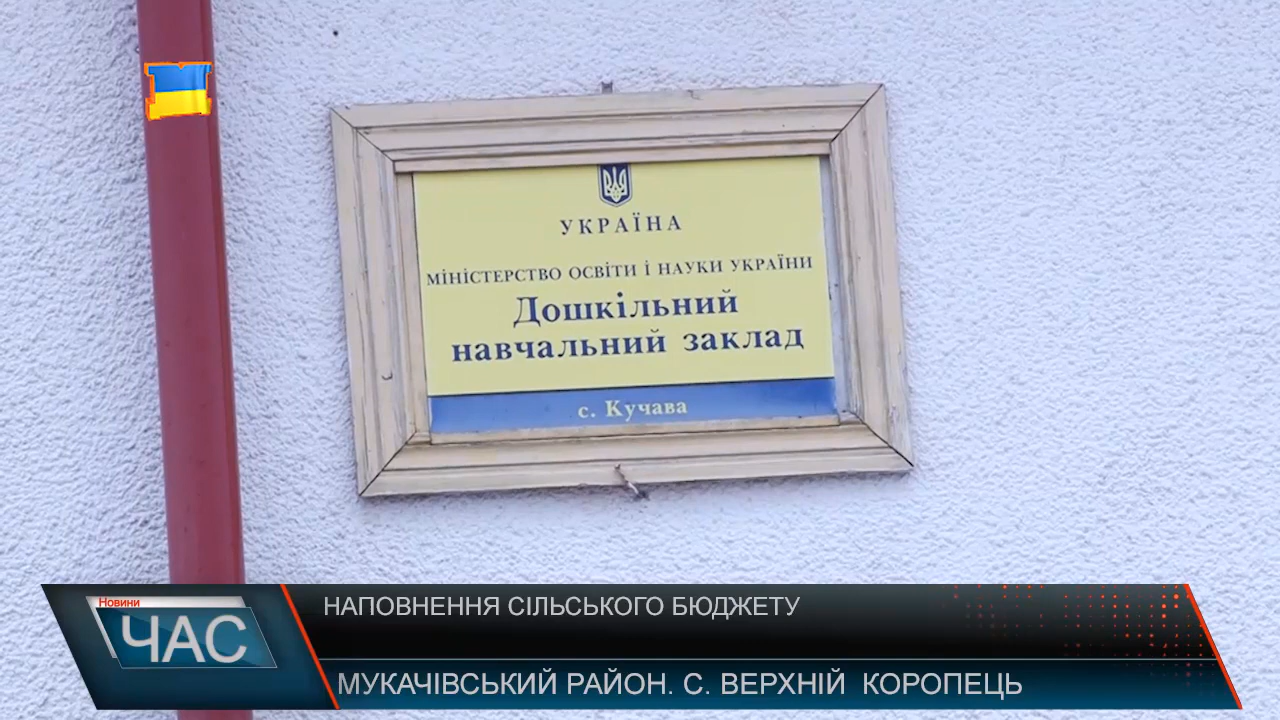 УКРАЇНА
МІНІСТЕРСТВО ОСВІТИ І НАУКИ УКРАЇНИ
Дошкільний
навчальний заклад
с. Кучава
Новини
ЧАС
НАПОВНЕННЯ СІЛЬСЬКОГО БЮДЖЕТУ
МУКАЧІВСЬКИЙ РАЙОН. С. ВЕРХНІЙ КОРОПЕЦЬ